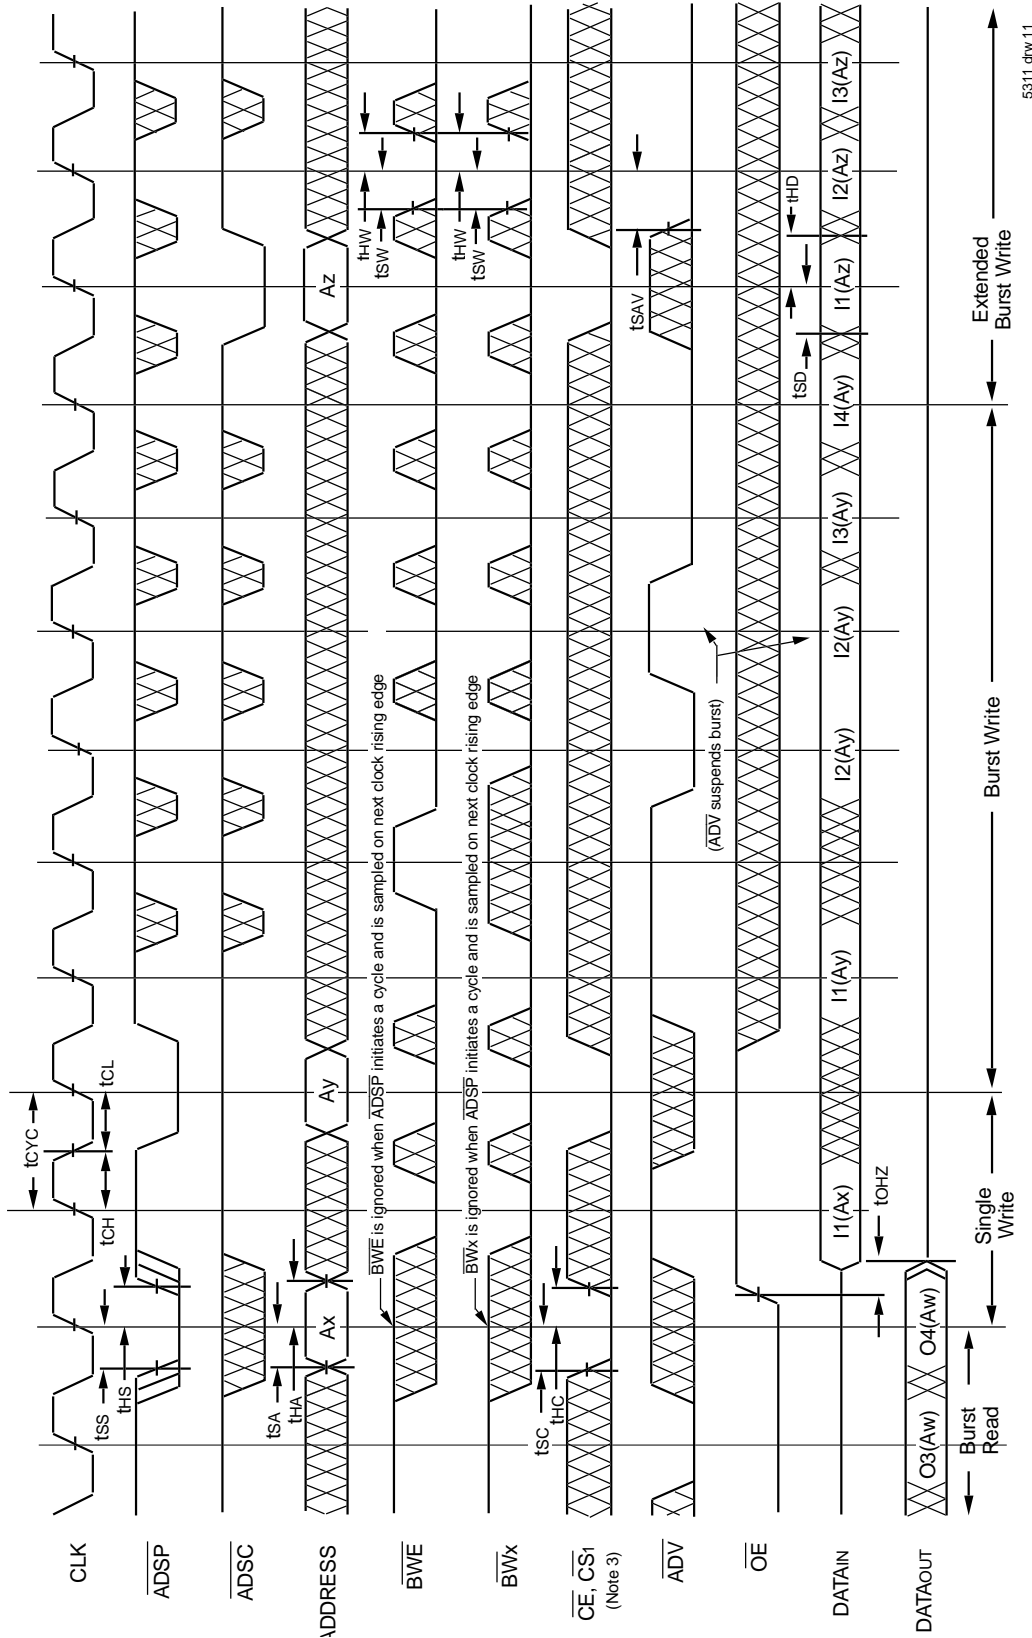 CLK
tCYC
tCH
tCL
tSS
tHS
ADSP
ADSC
tSA
tHA
ADDRESS
Ax
Ay
Az
BWE is ignored when ADSP initiates a cycle and is sampled on next clock rising edge
tHW
tSW
BWE
BWx is ignored when ADSP initiates a cycle and is sampled on next clock rising edge
tHW
tSW
BWx
tSC
tHC
CE, CS1
(Note 3)
tSAV
ADV
(ADV suspends burst)
OE
tOHZ
tSD
tHD
DATAIN
I1(Ax)
I1(Ay)
I2(Ay)
I2(Ay)
I3(Ay)
I4(Ay)
I1(Az)
I2(Az)
I3(Az)
DATAOUT
O3(Aw)
O4(Aw)
Burst
Read
Single
Write
Burst Write
Extended
Burst Write
5311 drw 11